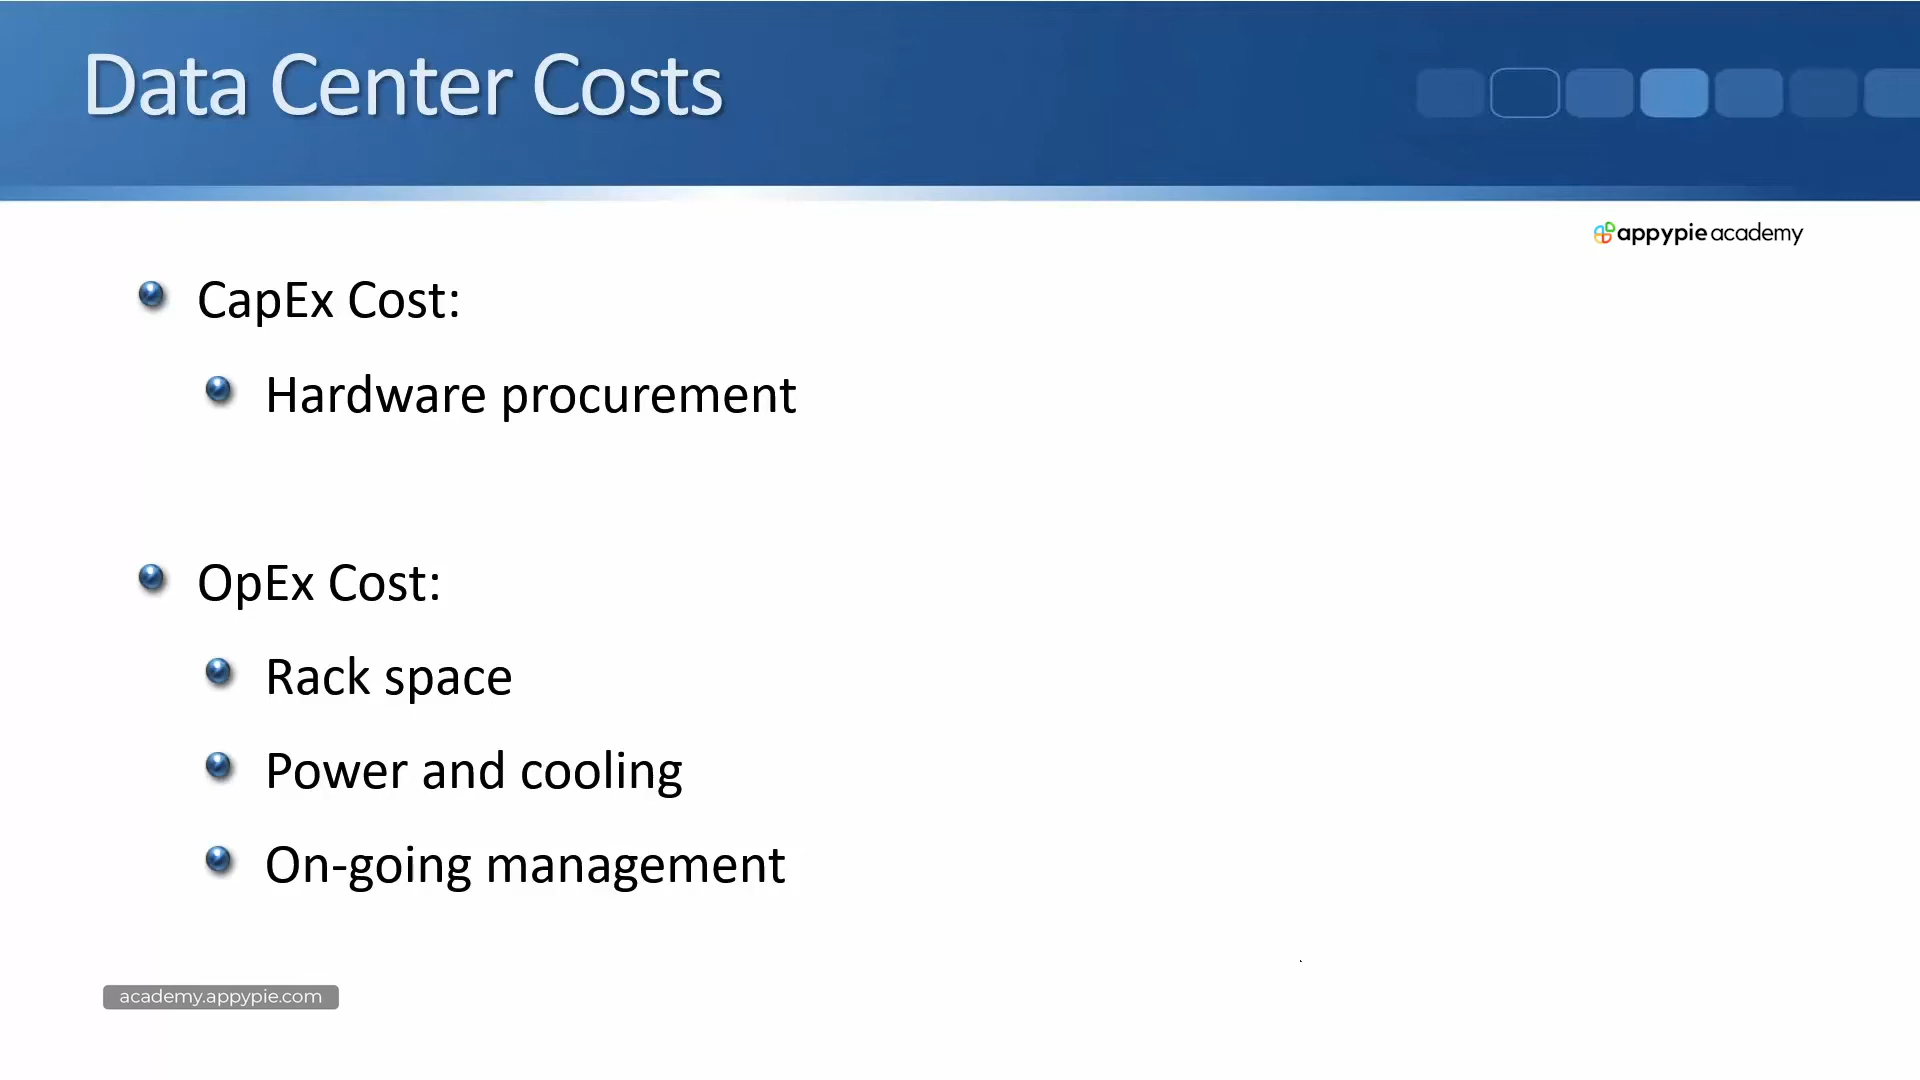 Data Center Costs
appypie academy
CapEx Cost:
Hardware procurement
OpEx Cost:
Rack space
Power and cooling
On-going management
academy.appypie.com